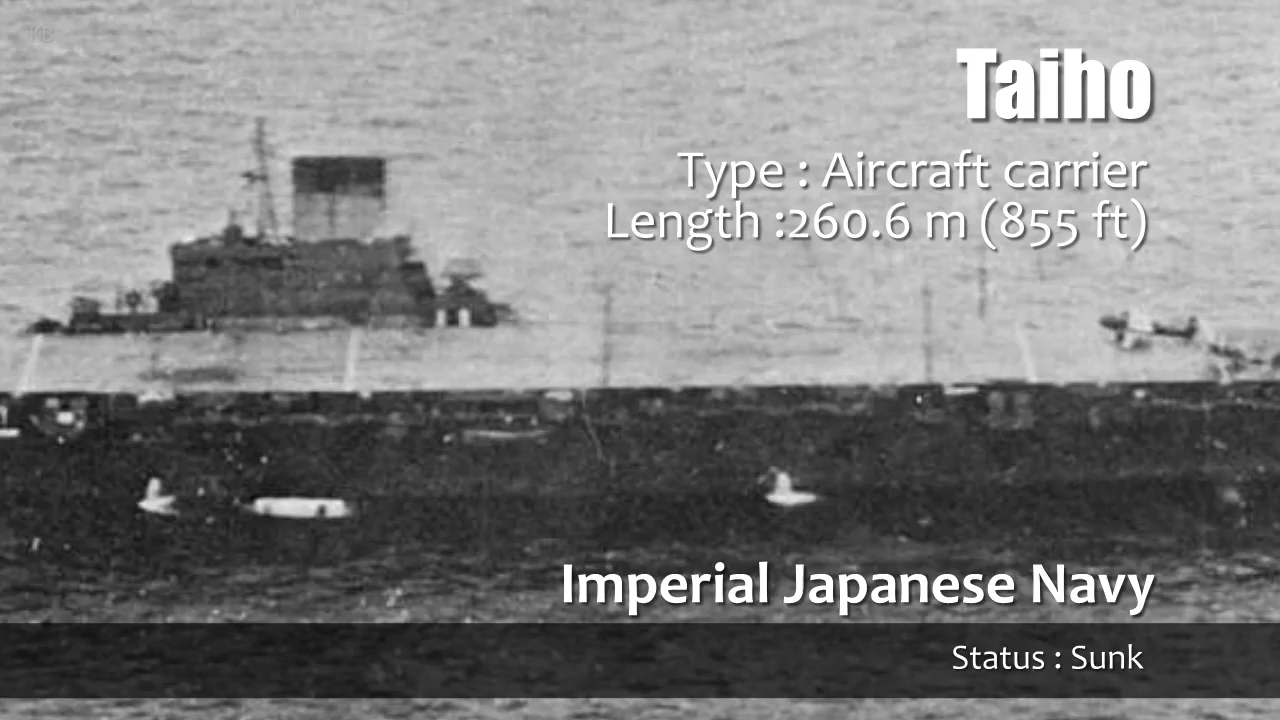 Taiho
Type : Aircraft carrier
Length :260.6 m (855 ft)
Imperial Japanese Navy
Status : Sunk